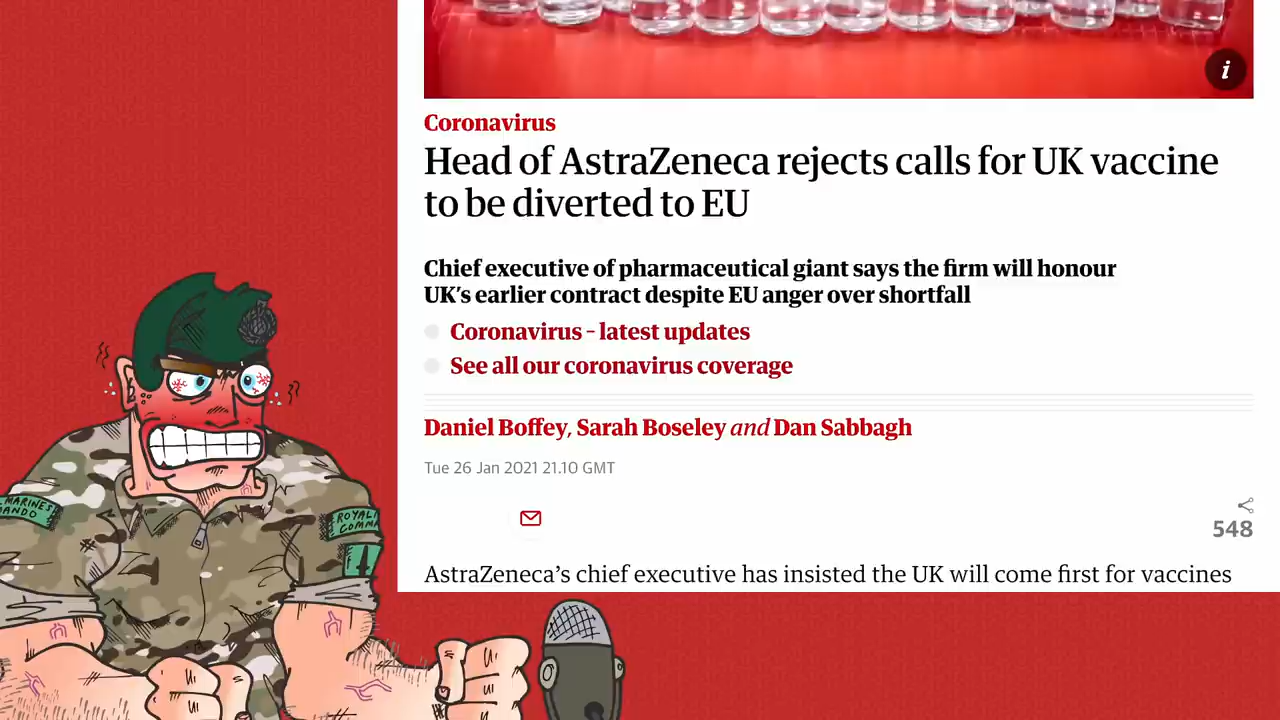 i
Coronavirus
Head of AstraZeneca rejects calls for UK vaccine
to be diverted to EU
Chief executive of pharmaceutical giant says the firm will honour
UK's earlier contract despite EU anger over shortfall
Coronavirus – latest updates
See all our coronavirus coverage
Daniel Boffey, Sarah Boseley and Dan Sabbagh
Tue 26 Jan 2021 21.10 GMT
548
AstraZeneca's chief executive has insisted the UK will come first for vaccines
MARINES
ANDO
ROYAL
COMM